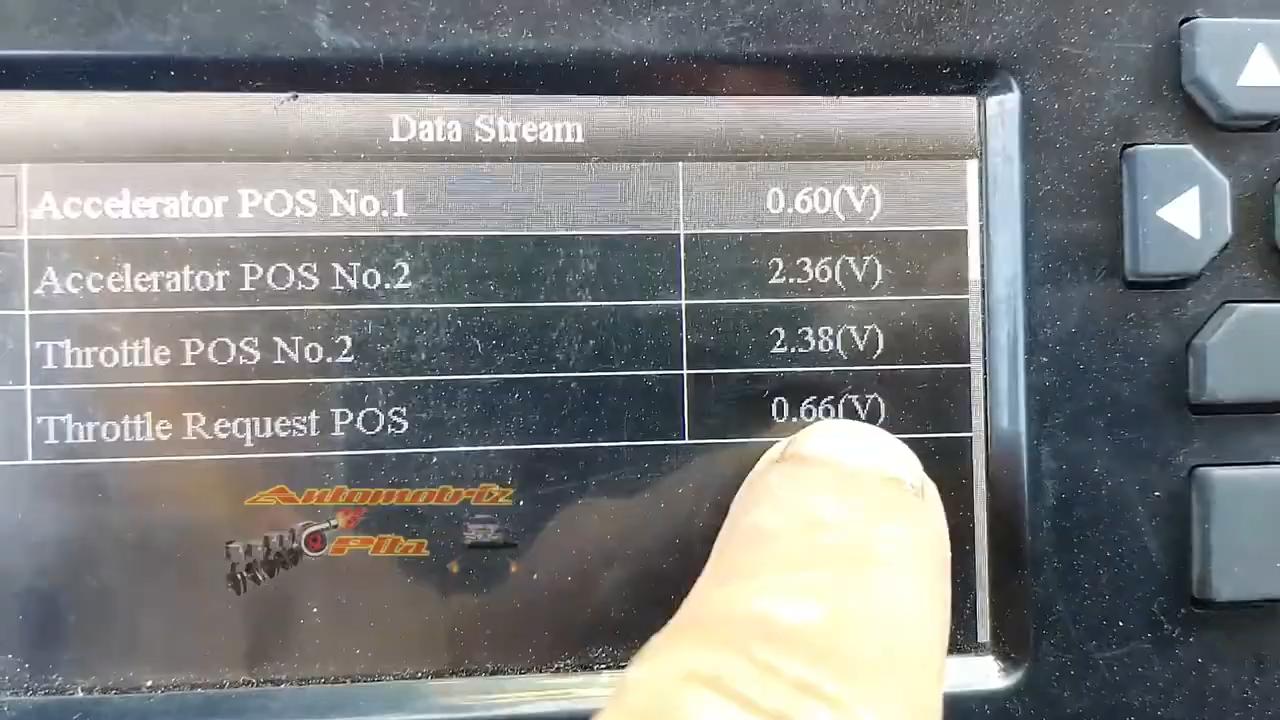 Data Stream
Accelerator POS No.1 0.60(V)
Accelerator POS No.2 2.36(V)
Throttle POS No.2 2.38(V)
Throttle Request POS 0.66(V)
Automotriz
Pita